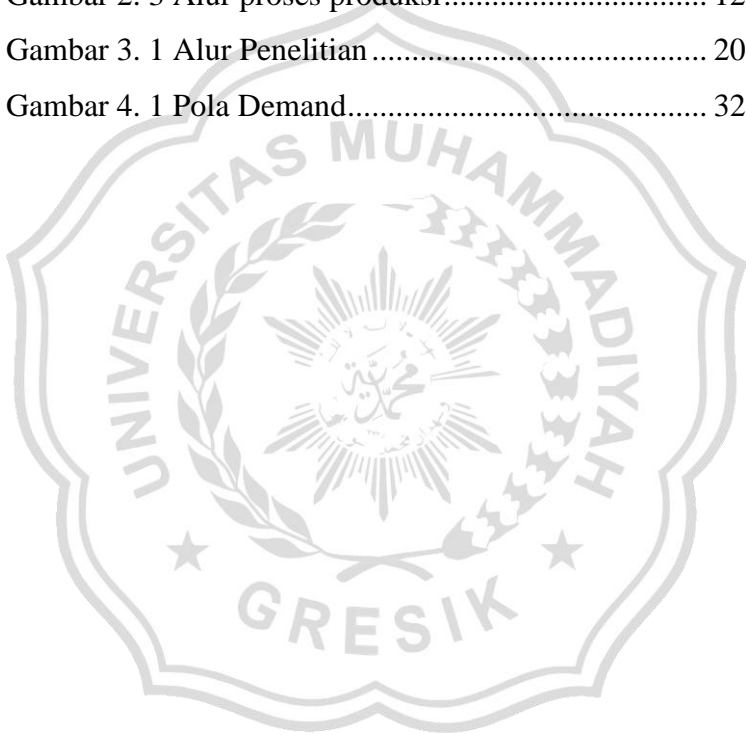 Gambar 2. 3 Alur proses produksi................................. 12
Gambar 3. 1 Alur Penelitian .......................................... 20
Gambar 4. 1 Pola Demand............................................. 32
UNIVERSITAS MUHAMMADIYAH
GRESIK